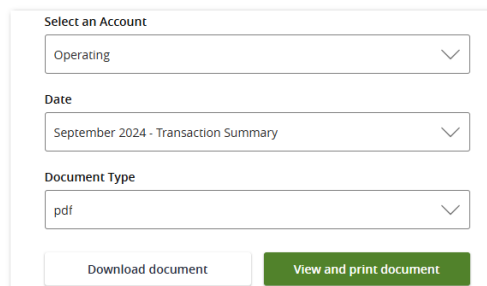 Select an Account
Operating
Date
September 2024 - Transaction Summary
Document Type
pdf
Download document
View and print document